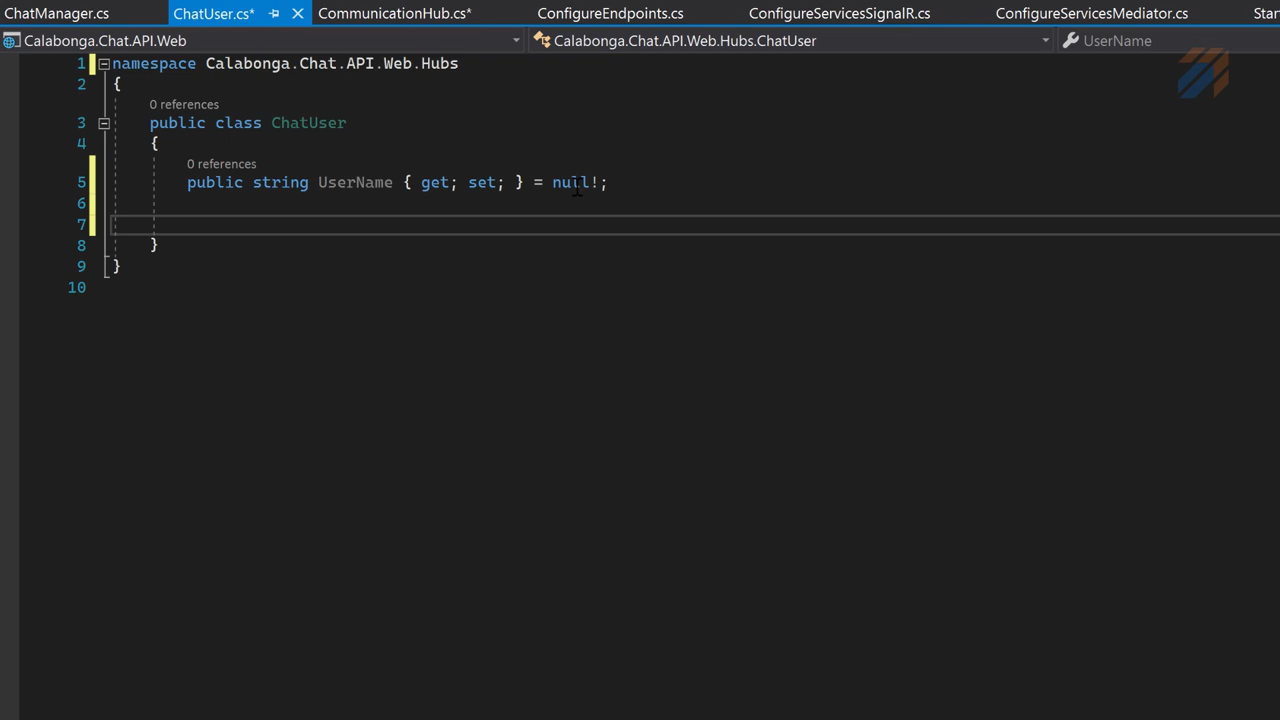 ChatManager.cs ChatUser.cs* CommunicationHub.cs* ConfigureEndpoints.cs ConfigureServicesSignalR.cs ConfigureServicesMediator.cs Star
Calabonga.Chat.API.Web Calabonga.Chat.API.Web.Hubs.ChatUser UserName
1 namespace Calabonga.Chat.API.Web.Hubs
2 {
0 references
3 public class ChatUser
4 {
0 references
5 public string UserName { get; set; } = null!;
6
7
8 }
9 }
10